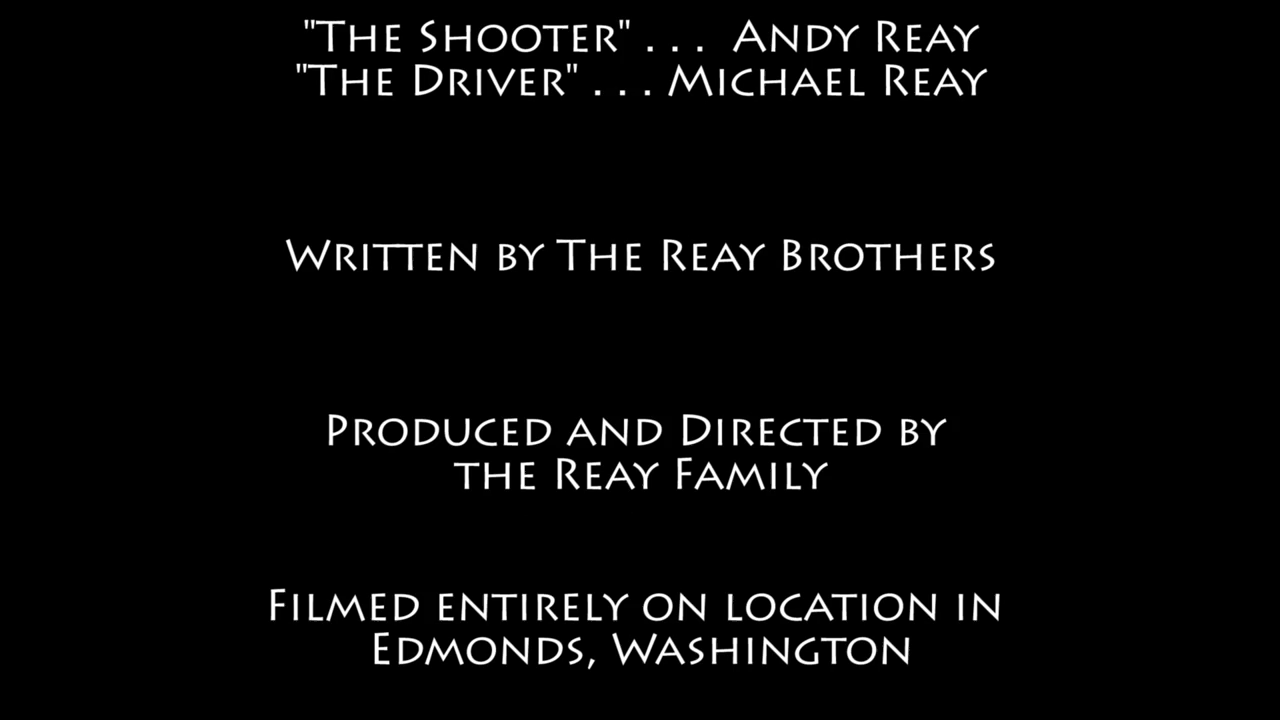 "The Shooter" . . . Andy Reay
"The Driver" . . . Michael Reay
Written by The Reay Brothers
Produced and Directed by
the Reay Family
Filmed entirely on location in
Edmonds, Washington